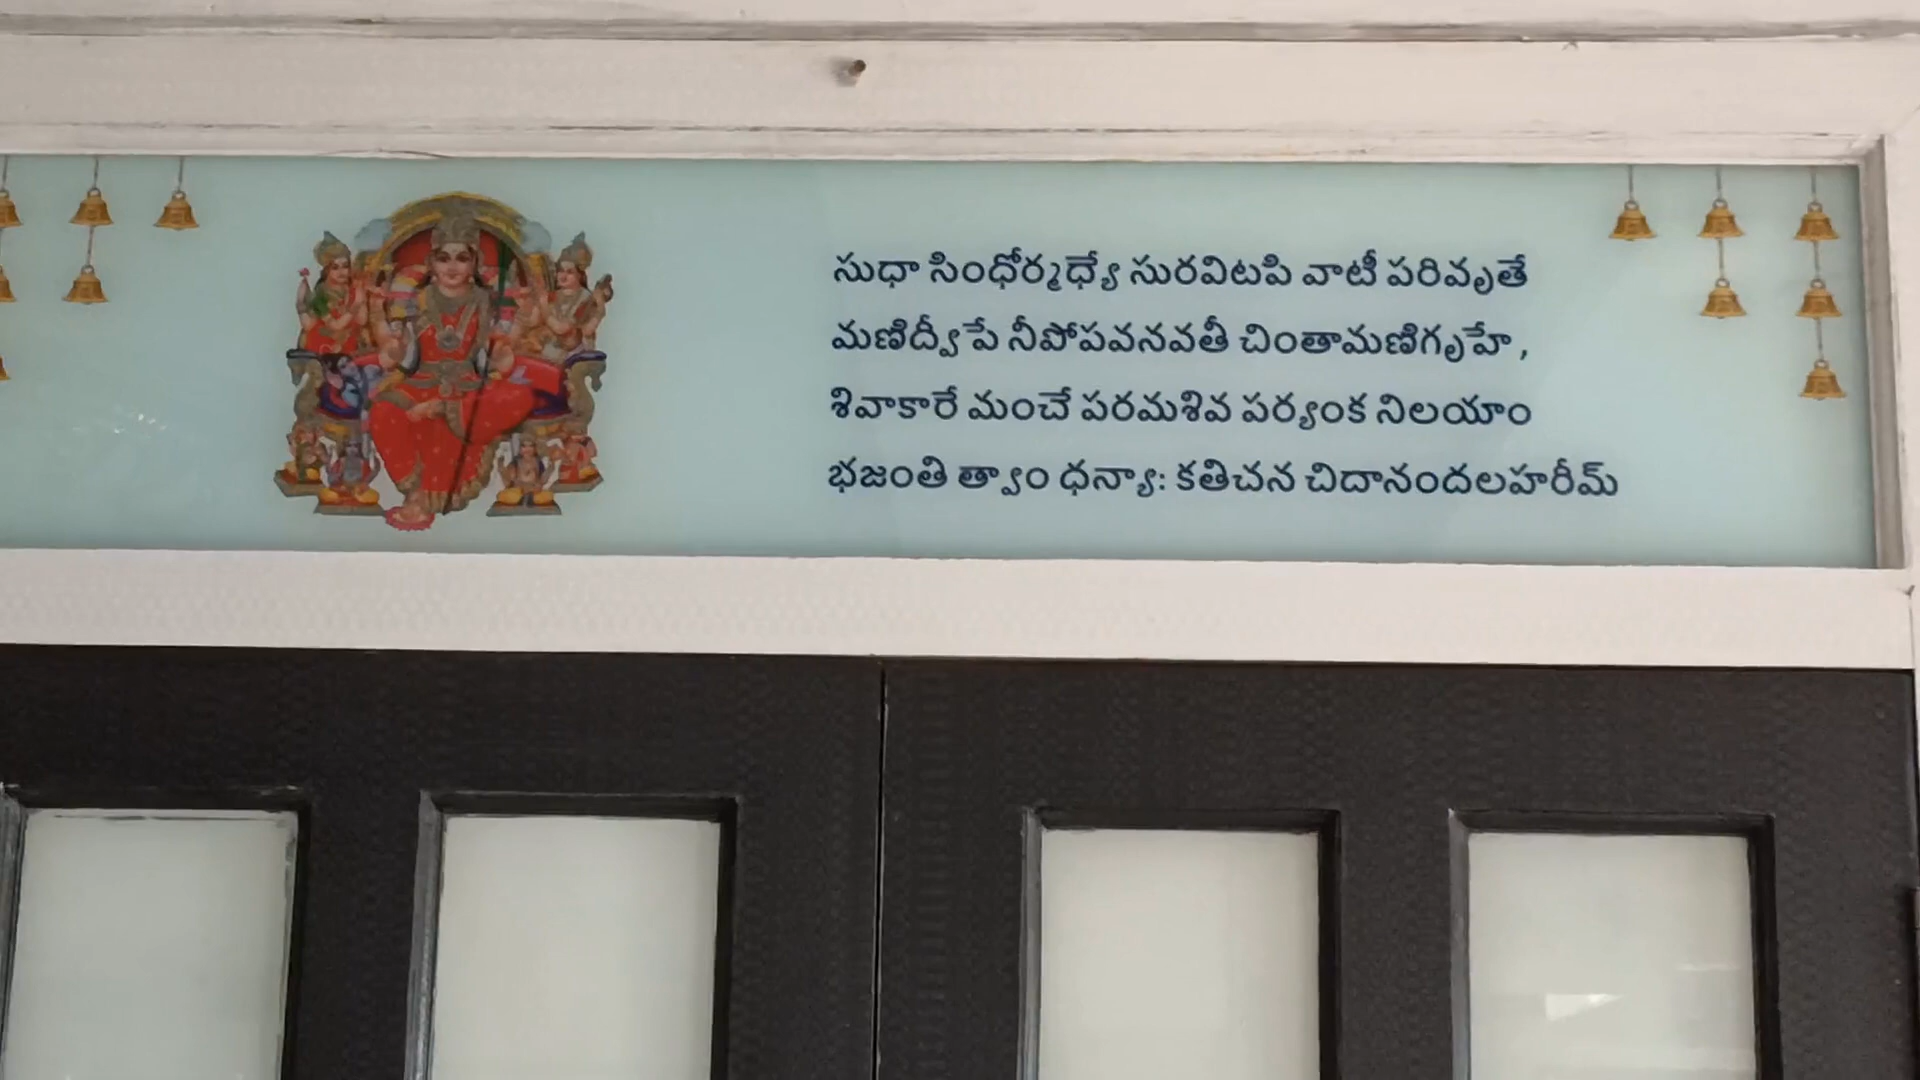 సుధా సింధోర్మధ్యే సురవిటపి వాటీ పరివృతే
మణిద్వీపే నీపోపవనవతీ చింతామణిగృహే ,
శివాకారే మంచే పరమశివ పర్యంక నిలయాం
భజంతి త్వాం ధన్యాః కతిచన చిదానందలహరీమ్